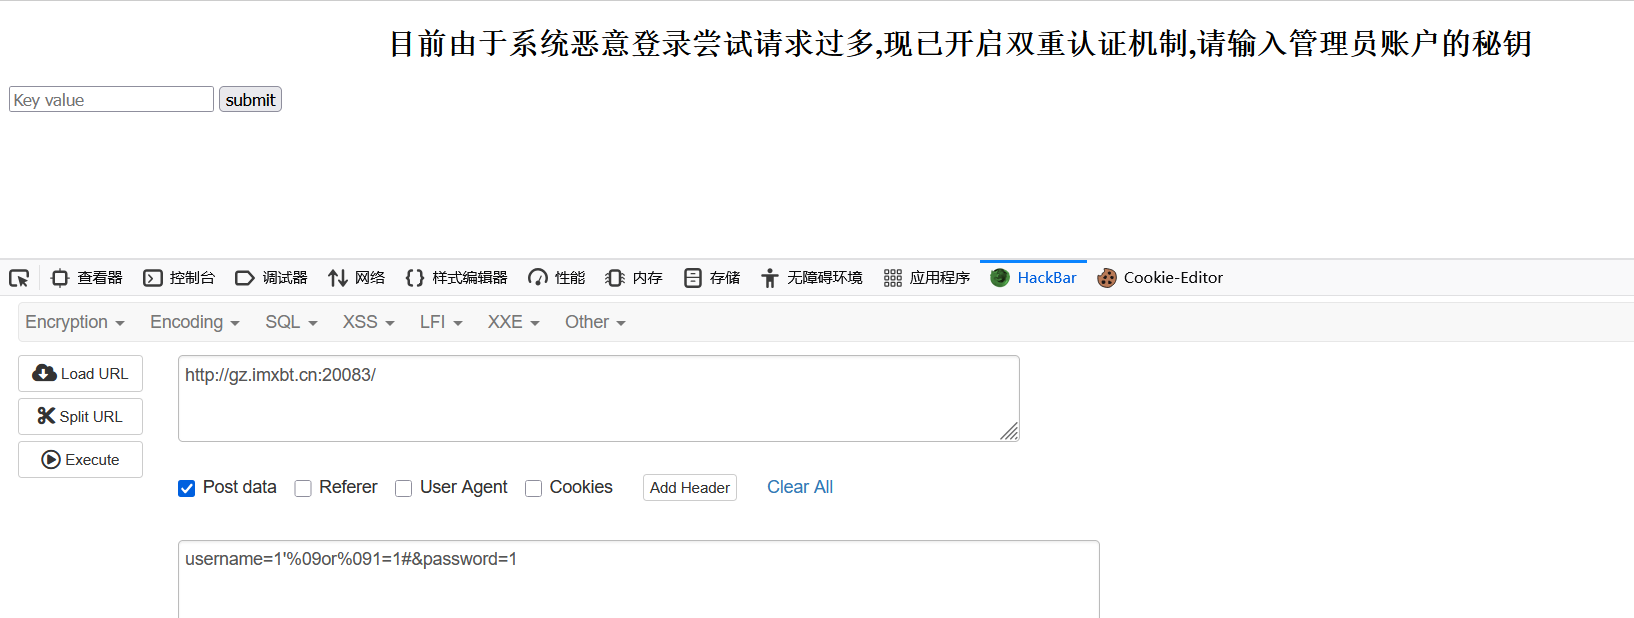 目前由于系统恶意登录尝试请求过多,现已开启双重认证机制,请输入管理员账户的秘钥
Key value submit
查看器 控制台 调试器 网络 样式编辑器 性能 内存 存储 无障碍环境 应用程序 HackBar Cookie-Editor
Encryption Encoding SQL XSS LFI XXE Other
Load URL http://gz.imxbt.cn:20083/
Split URL
Execute
Post data Referer User Agent Cookies Add Header Clear All
username=1'%09or%091=1#&password=1